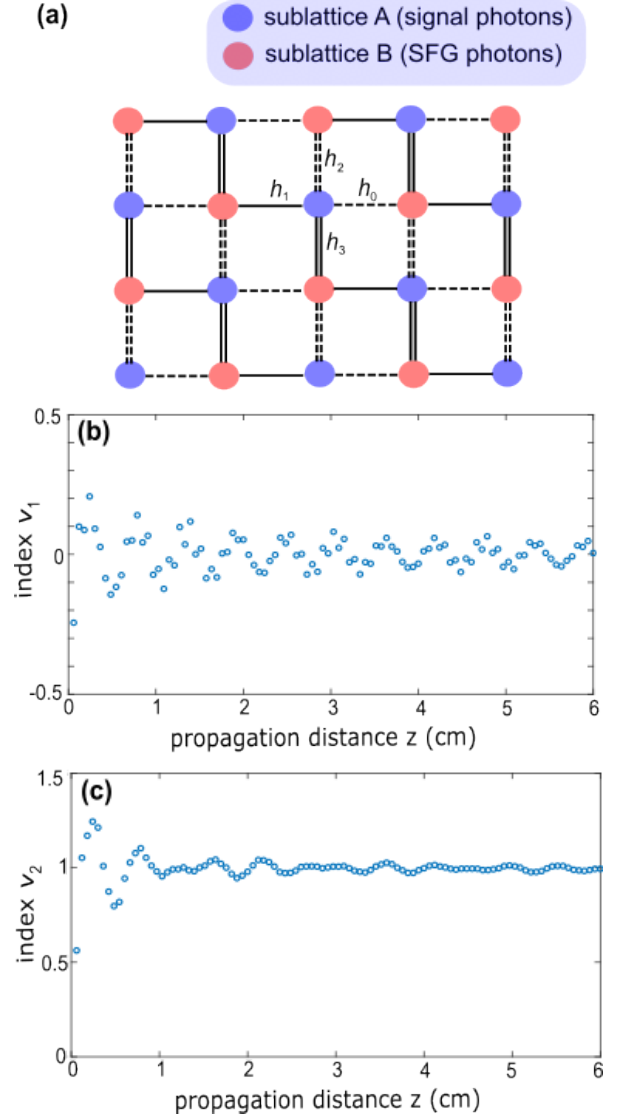 (a)
sublattice A (signal photons)
sublattice B (SFG photons)
h2
h1
h0
h3
(b)
0.5
0
-0.5
index ν1
0 1 2 3 4 5 6
propagation distance z (cm)
(c)
1.5
1
0.5
0
index ν2
0 1 2 3 4 5 6
propagation distance z (cm)